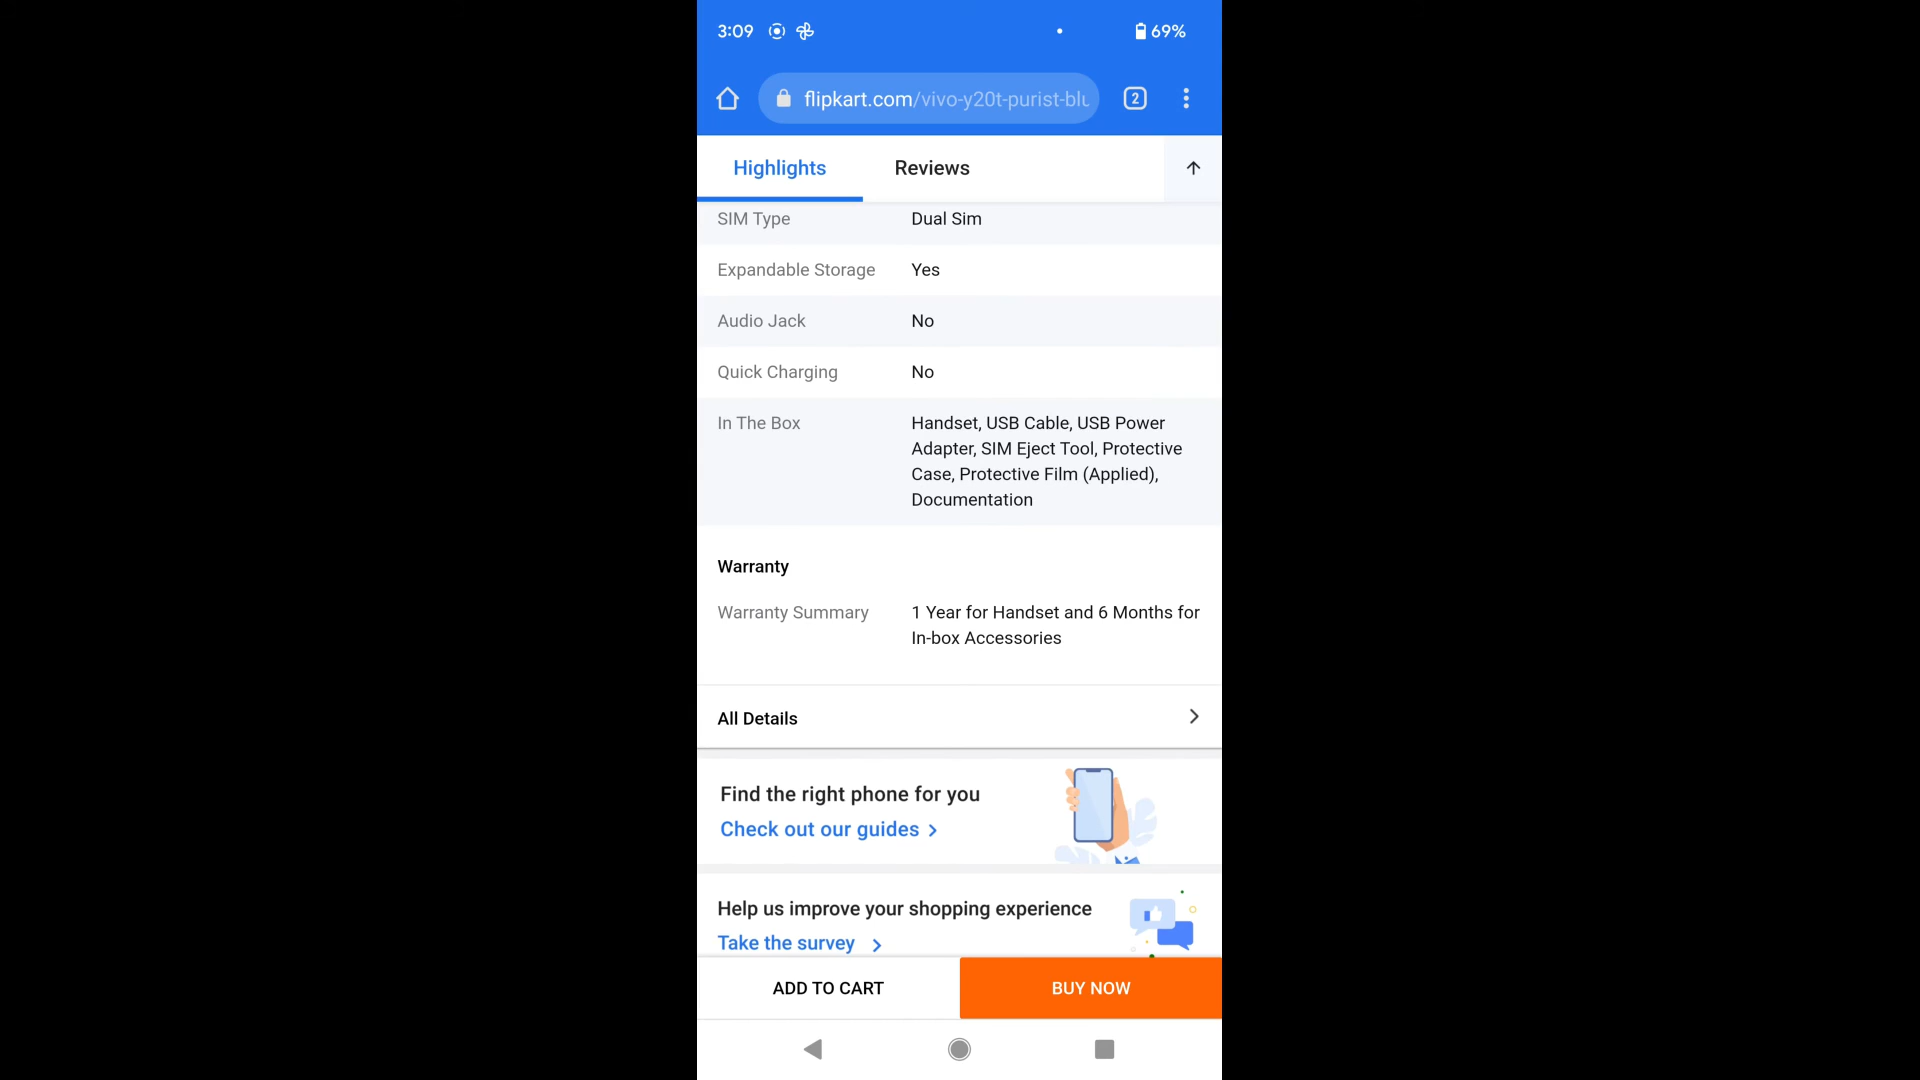 3:09
69%
flipkart.com/vivo-y20t-purist-blu
2
Highlights
Reviews
SIM Type
Dual Sim
Expandable Storage
Yes
Audio Jack
No
Quick Charging
No
In The Box
Handset, USB Cable, USB Power
Adapter, SIM Eject Tool, Protective
Case, Protective Film (Applied),
Documentation
Warranty
Warranty Summary
1 Year for Handset and 6 Months for
In-box Accessories
All Details
Find the right phone for you
Check out our guides
Help us improve your shopping experience
Take the survey
ADD TO CART
BUY NOW